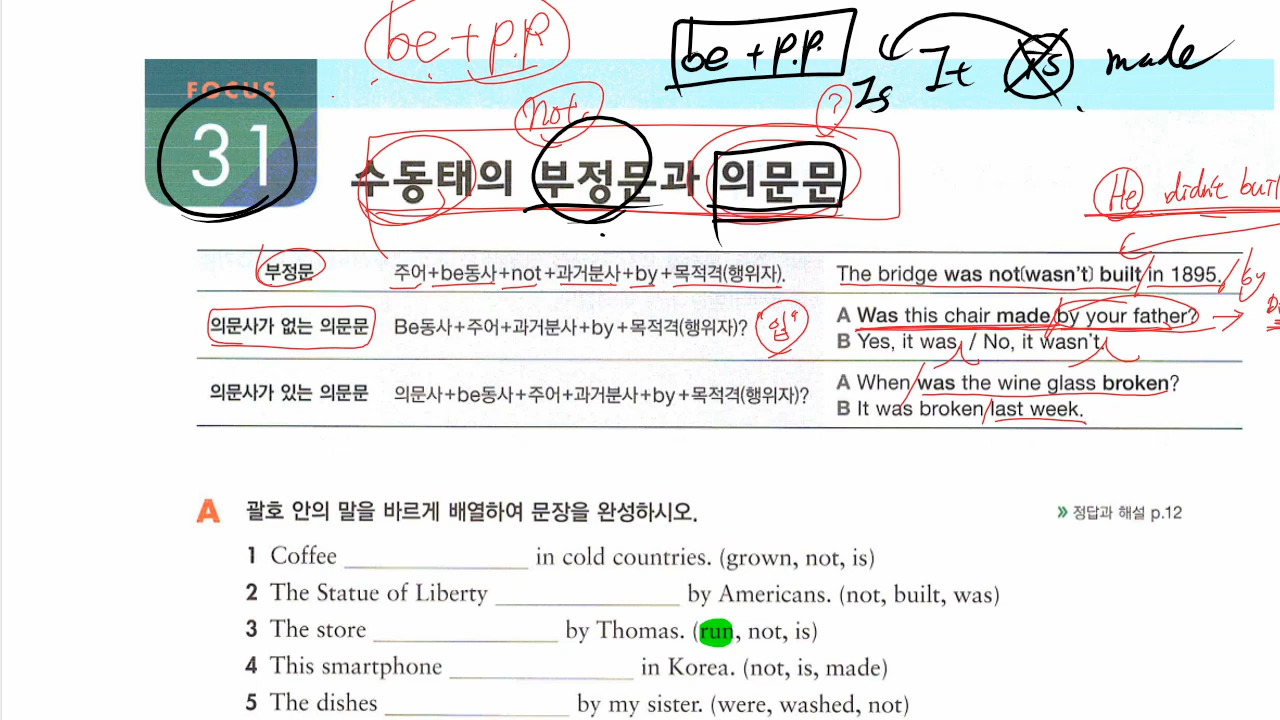 be+p.p
be + p.p.
Is It is made
FOCUS
31
not
?
수동태의 부정문과 의문문
He didn't buil
부정문 주어+be동사+not+과거분사+by+목적격(행위자). The bridge was not(wasn't) built in 1895. by
의문사가 없는 의문문 Be동사+주어+과거분사+by+목적격(행위자)? A Was this chair made by your father?
B Yes, it was. / No, it wasn't.
의문사가 있는 의문문 의문사+be동사+주어+과거분사+by+목적격(행위자)? A When was the wine glass broken?
B It was broken last week.
A 괄호 안의 말을 바르게 배열하여 문장을 완성하시오. » 정답과 해설 p.12
1 Coffee ____________ in cold countries. (grown, not, is)
2 The Statue of Liberty ____________ by Americans. (not, built, was)
3 The store ____________ by Thomas. (run, not, is)
4 This smartphone ____________ in Korea. (not, is, made)
5 The dishes ____________ by my sister. (were, washed, not)